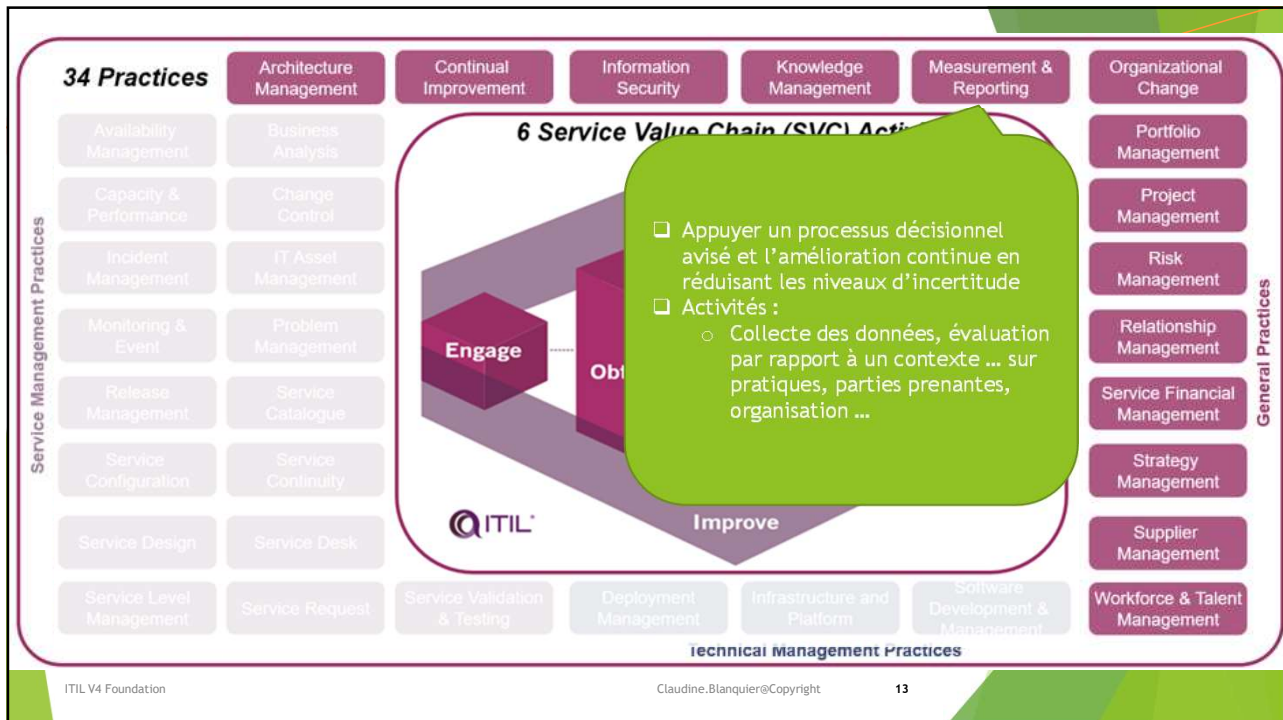 34 Practices
Architecture
Management
Continual
Improvement
Information
Security
Knowledge
Management
Measurement &
Reporting
Organizational
Change
Availability
Management
Business
Analysis
6 Service Value Chain (SVC) Acti
Portfolio
Management
Capacity &
Performance
Change
Control
Project
Management
Incident
Management
IT Asset
Management
Risk
Management
Monitoring &
Event
Problem
Management
Relationship
Management
Release
Management
Service
Catalogue
Service Financial
Management
Service
Configuration
Service
Continuity
Strategy
Management
Service Design
Service Desk
Supplier
Management
Service Level
Management
Service Request
Service Validation
& Testing
Deployment
Management
Infrastructure and
Platform
Software
Development &
Management
Workforce & Talent
Management
Service Management Practices
General Practices
Technical Management Practices
Engage
Obt
Improve
ITIL®
❑ Appuyer un processus décisionnel
avisé et l’amélioration continue en
réduisant les niveaux d’incertitude
❑ Activités :
o Collecte des données, évaluation
par rapport à un contexte … sur
pratiques, parties prenantes,
organisation …
ITIL V4 Foundation
Claudine.Blanquier@Copyright
13